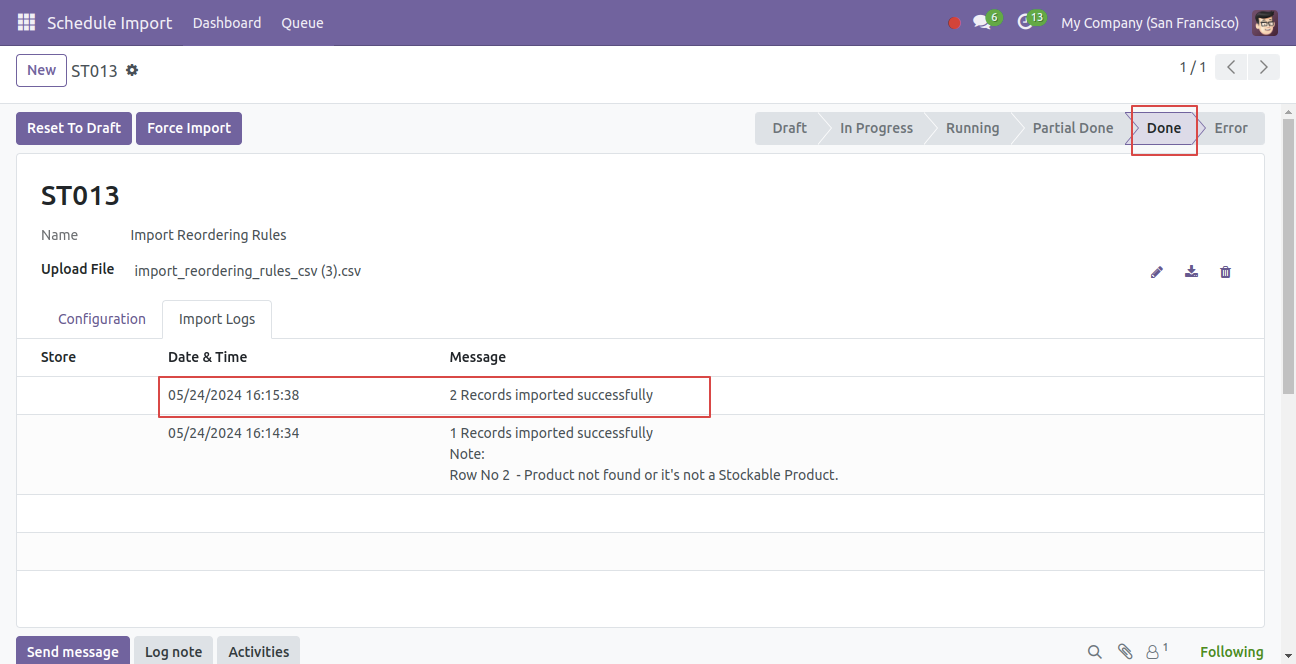 Schedule Import Dashboard Queue 6 13 My Company (San Francisco)
New ST013 1 / 1
Reset To Draft Force Import Draft In Progress Running Partial Done Done Error
ST013
Name Import Reordering Rules
Upload File import_reordering_rules_csv (3).csv
Configuration Import Logs
Store Date & Time Message
05/24/2024 16:15:38 2 Records imported successfully
05/24/2024 16:14:34 1 Records imported successfully
Note:
Row No 2 - Product not found or it's not a Stockable Product.
Send message Log note Activities 1 Following